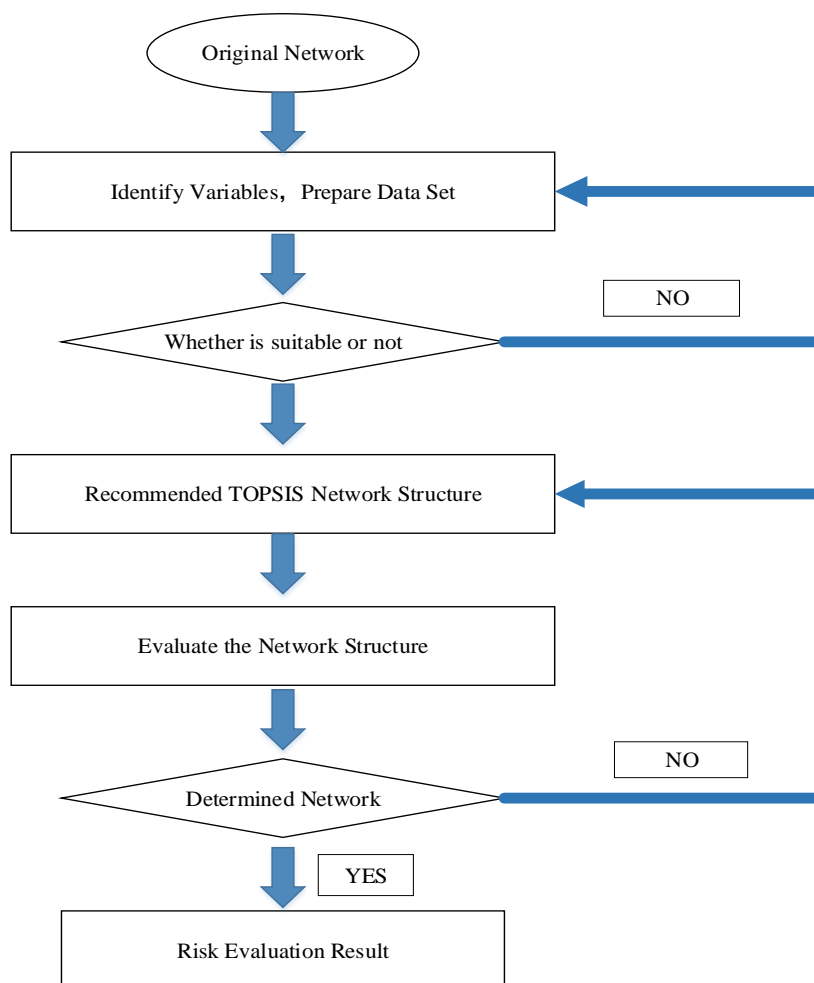 Original Network
Identify Variables，Prepare Data Set
NO
Whether is suitable or not
Recommended TOPSIS Network Structure
Evaluate the Network Structure
NO
Determined Network
YES
Risk Evaluation Result